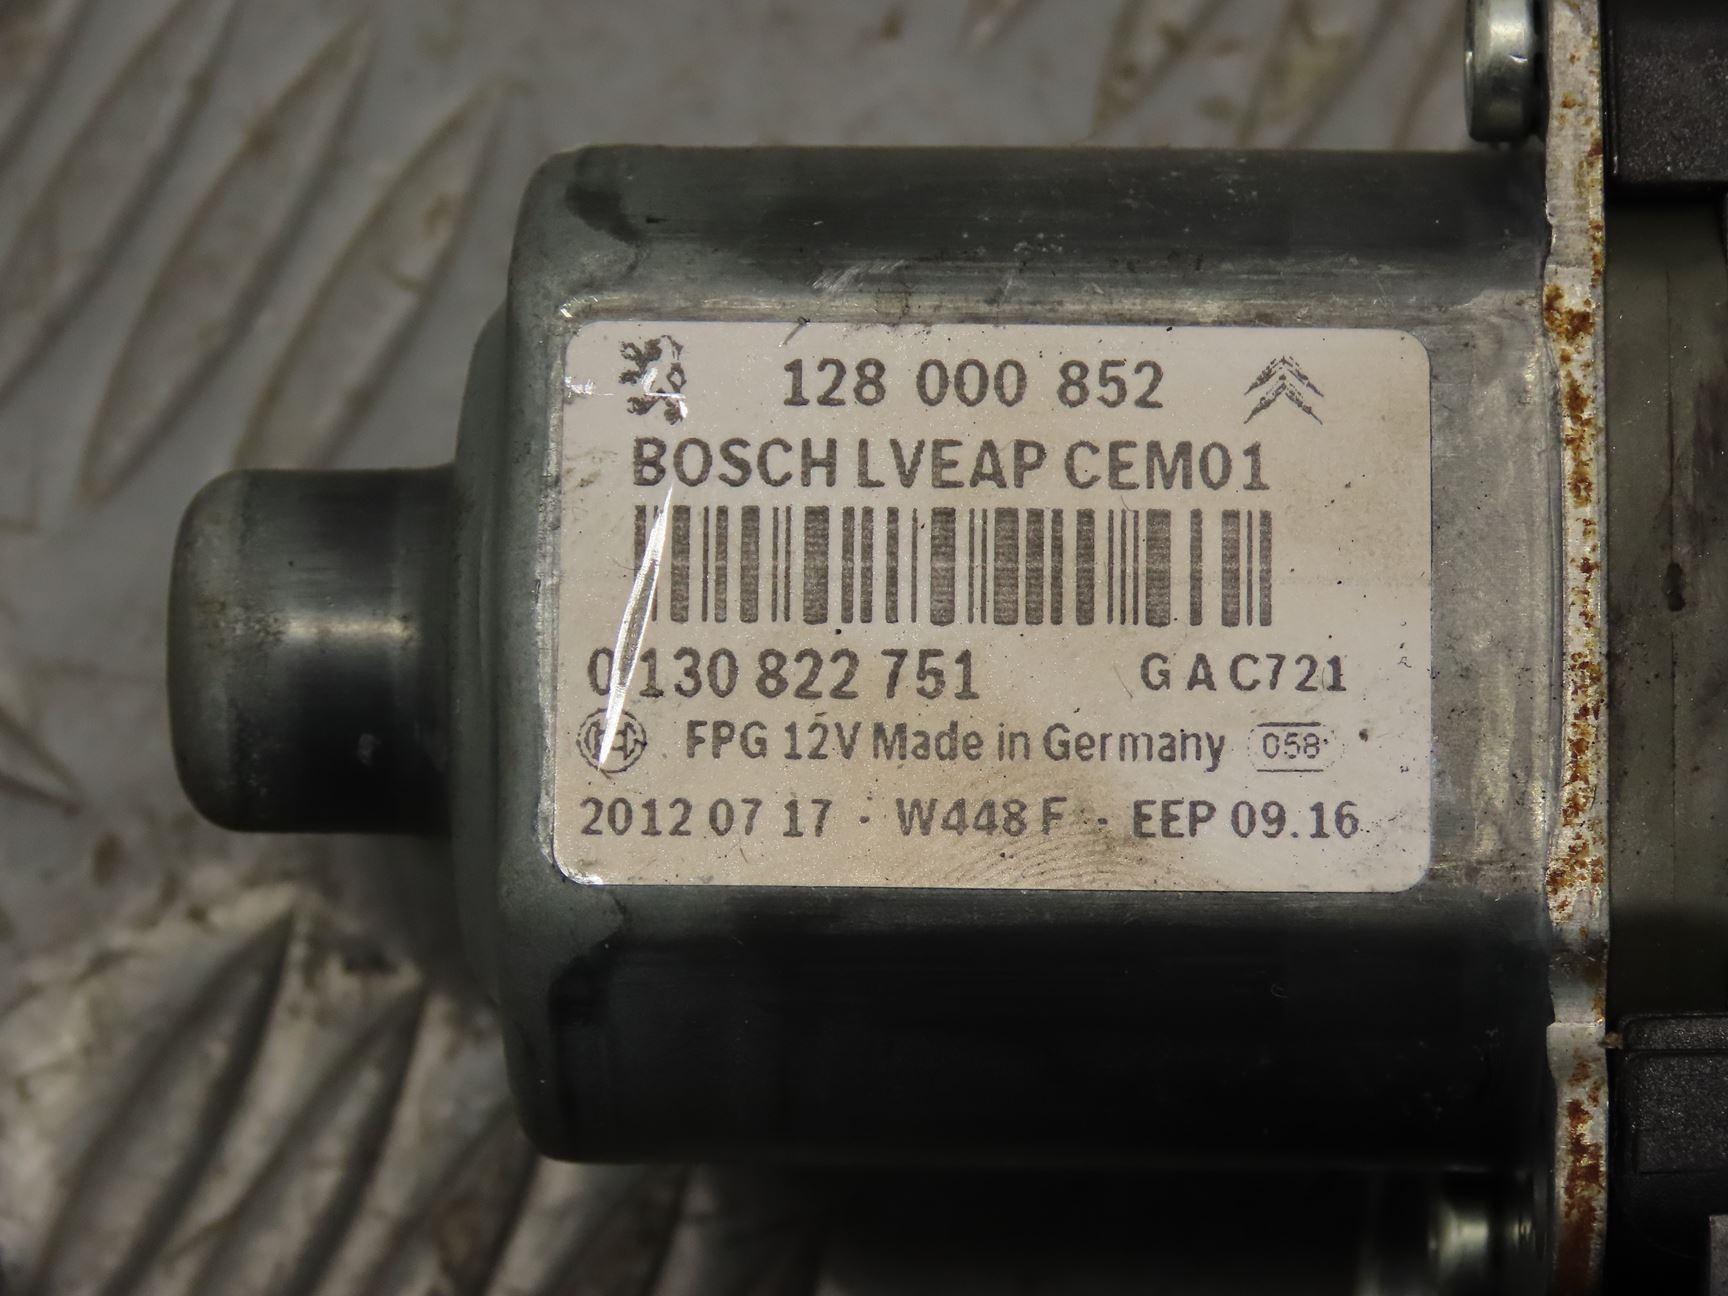 128 000 852
BOSCH LVEAP CEM01
0 130 822 751 G A C721
FPG 12V Made in Germany 058
2012 07 17 · W448 F · EEP 09.16